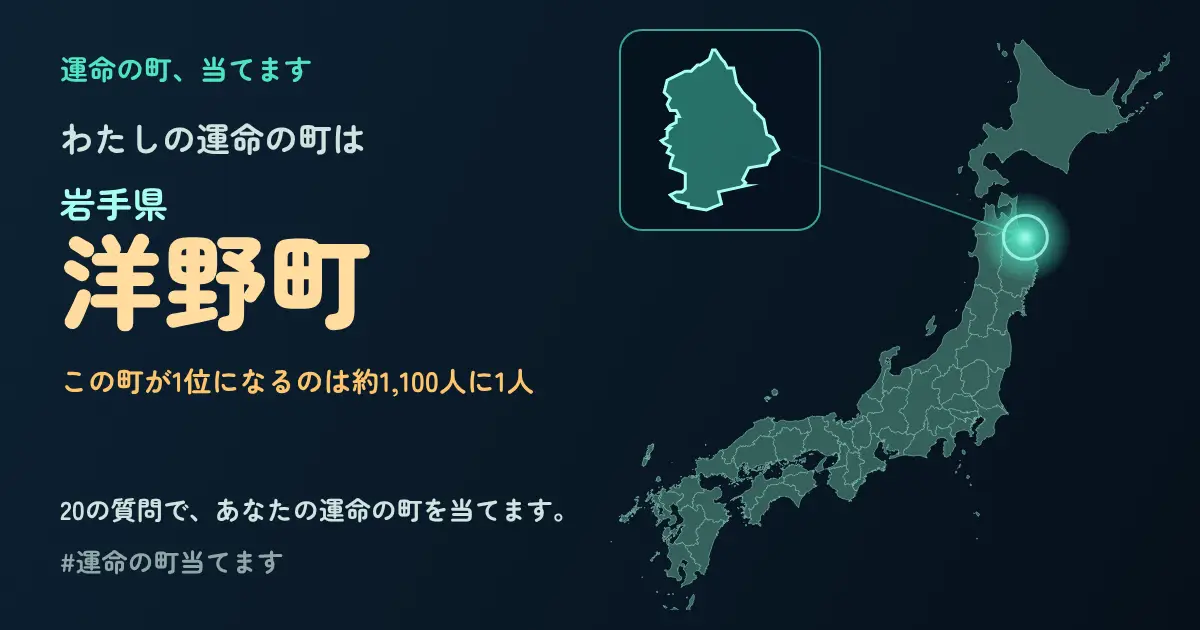 運命の町、当てます
わたしの運命の町は
岩手県
洋野町
この町が1位になるのは約1,100人に1人
20の質問で、あなたの運命の町を当てます。
#運命の町当てます